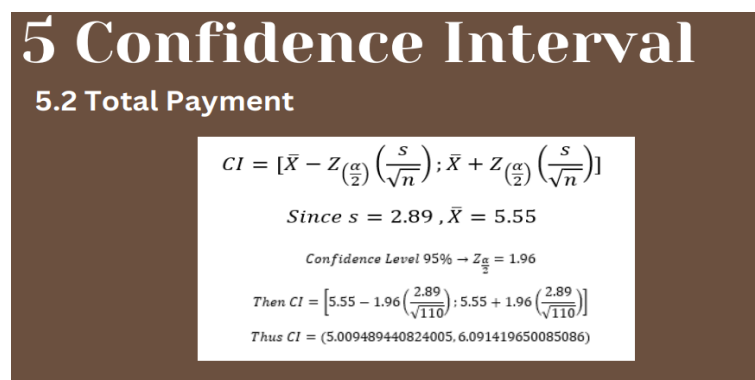 5 Confidence Interval
5.2 Total Payment
CI = [X̄ − Z(α/2) (s/√n) ; X̄ + Z(α/2) (s/√n)]
Since s = 2.89 , X̄ = 5.55
Confidence Level 95% → Zα/2 = 1.96
Then CI = [5.55 − 1.96 (2.89/√110) : 5.55 + 1.96 (2.89/√110)]
Thus CI = (5.009489440824005, 6.091419650085086)